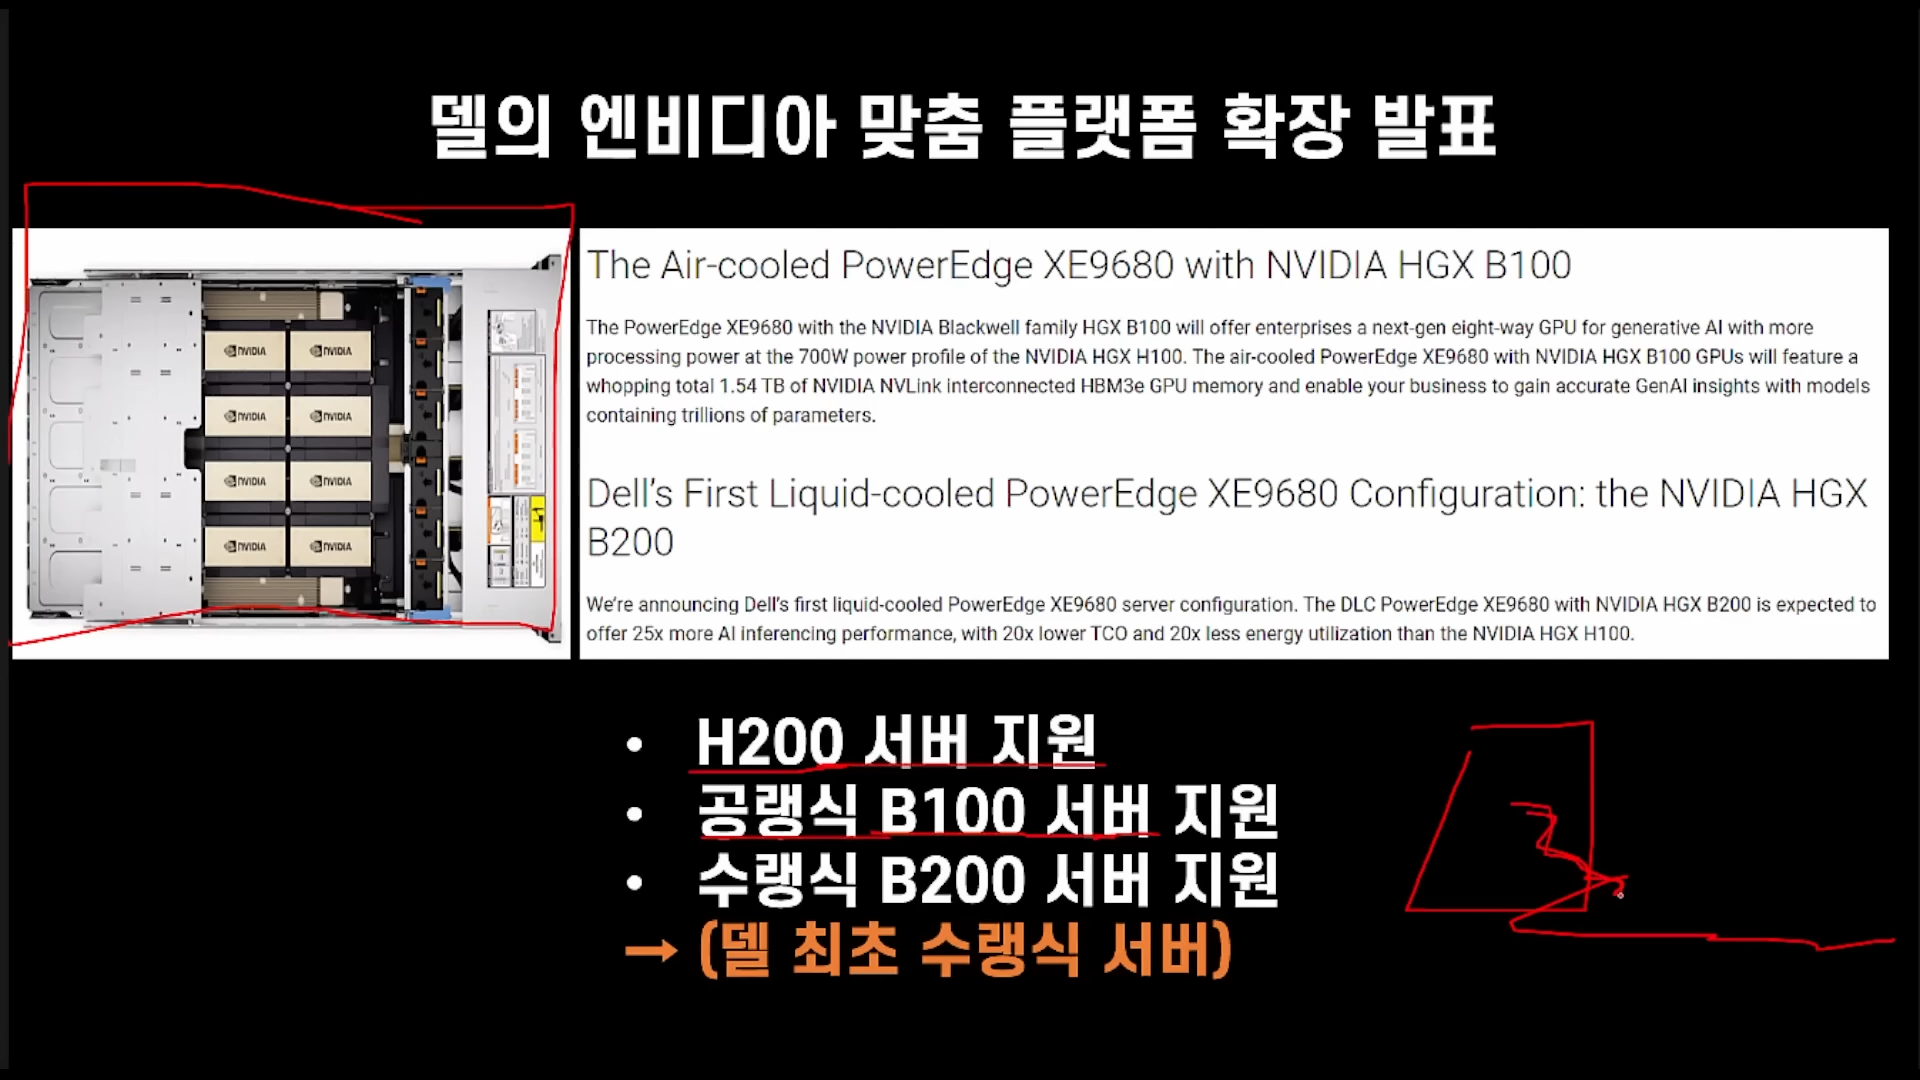 델의 엔비디아 맞춤 플랫폼 확장 발표
The Air-cooled PowerEdge XE9680 with NVIDIA HGX B100
The PowerEdge XE9680 with the NVIDIA Blackwell family HGX B100 will offer enterprises a next-gen eight-way GPU for generative AI with more
processing power at the 700W power profile of the NVIDIA HGX H100. The air-cooled PowerEdge XE9680 with NVIDIA HGX B100 GPUs will feature a
whopping total 1.54 TB of NVIDIA NVLink interconnected HBM3e GPU memory and enable your business to gain accurate GenAI insights with models
containing trillions of parameters.
Dell’s First Liquid-cooled PowerEdge XE9680 Configuration: the NVIDIA HGX
B200
We’re announcing Dell’s first liquid-cooled PowerEdge XE9680 server configuration. The DLC PowerEdge XE9680 with NVIDIA HGX B200 is expected to
offer 25x more AI inferencing performance, with 20x lower TCO and 20x less energy utilization than the NVIDIA HGX H100.
NVIDIA NVIDIA
NVIDIA NVIDIA
NVIDIA NVIDIA
NVIDIA NVIDIA
• H200 서버 지원
• 공랭식 B100 서버 지원
• 수랭식 B200 서버 지원
→ (델 최초 수랭식 서버)